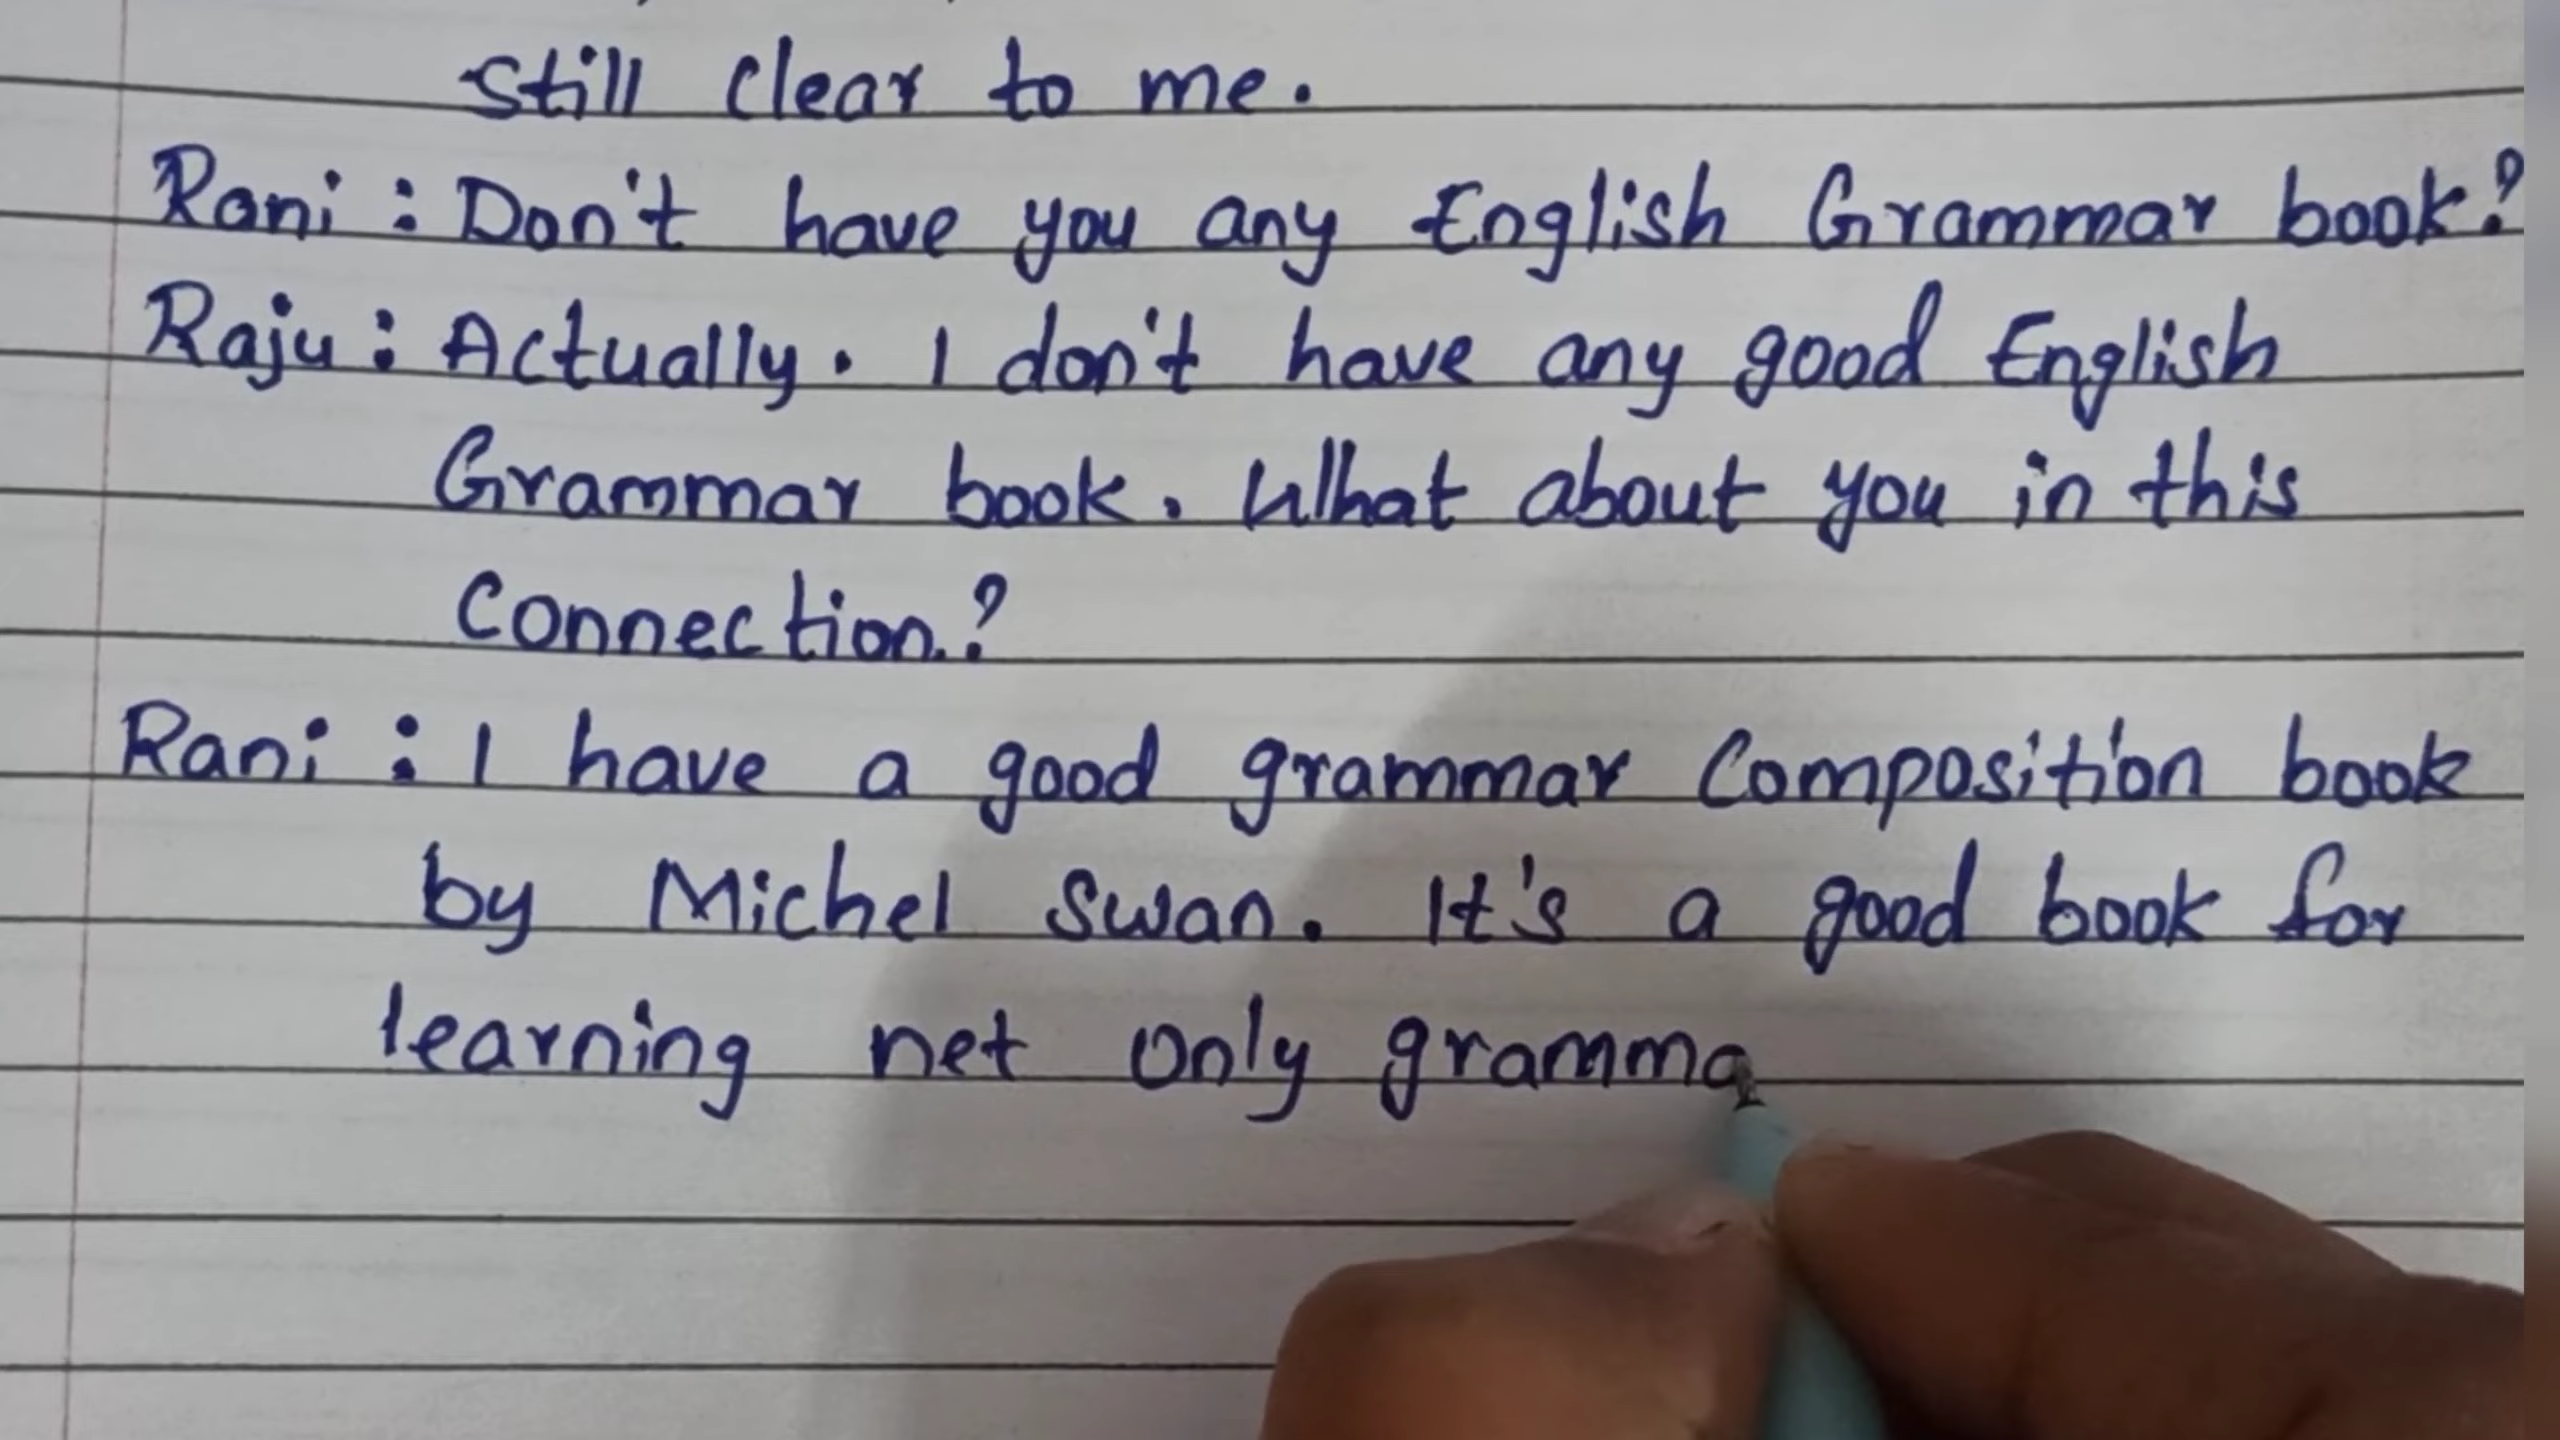 still clear to me.
Rani : Don't have you any English Grammar book?
Raju : Actually. I don't have any good English
Grammar book. What about you in this
Connection.?
Rani : I have a good grammar Composition book
by Michel Swan. It's a good book for
learning net only gramma